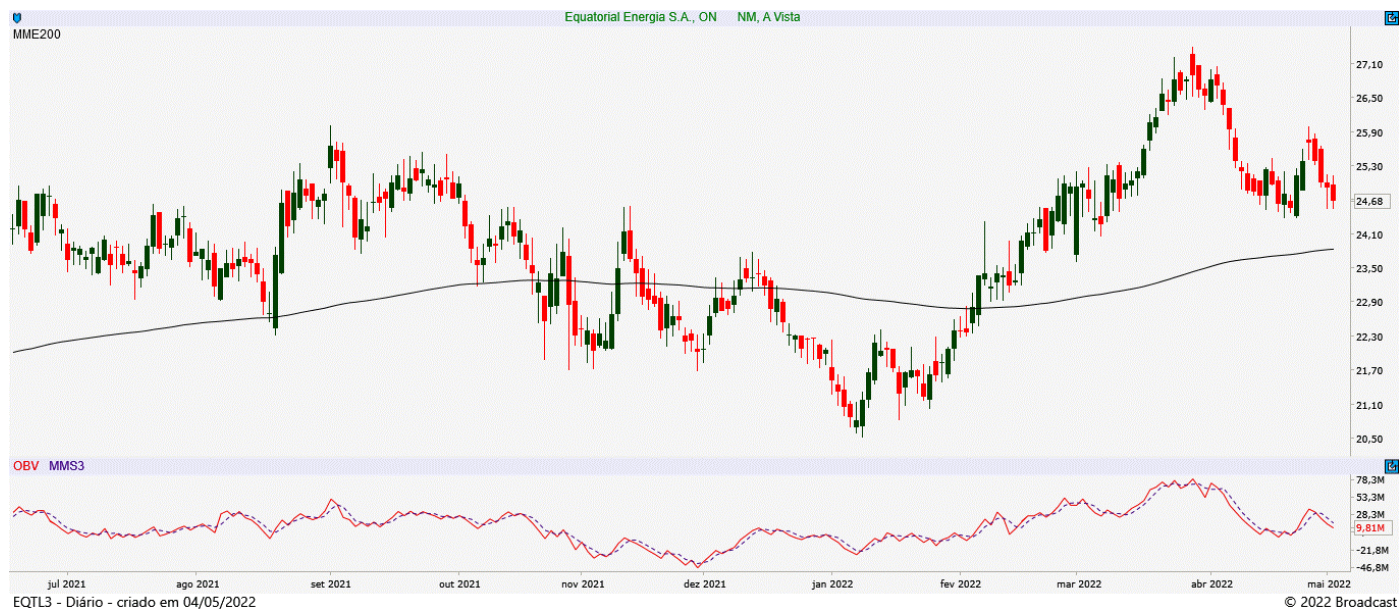 Equatorial Energia S.A., ON NM, A Vista
MME200
27,10
26,50
25,90
25,30
24,68
24,10
23,50
22,90
22,30
21,70
21,10
20,50
OBV MMS3
78,3M
53,3M
28,3M
9,81M
-21,8M
-46,8M
jul 2021 ago 2021 set 2021 out 2021 nov 2021 dez 2021 jan 2022 fev 2022 mar 2022 abr 2022 mai 2022
EQTL3 - Diário - criado em 04/05/2022 © 2022 Broadcast